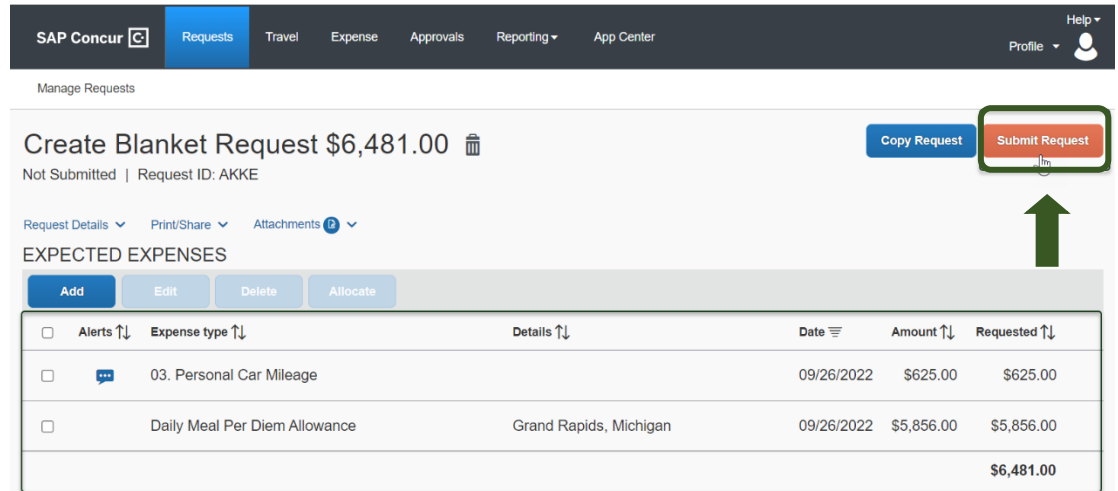 Help
SAP Concur C Requests Travel Expense Approvals Reporting App Center
Profile
Manage Requests
Create Blanket Request $6,481.00
Copy Request Submit Request
Not Submitted | Request ID: AKKE
Request Details Print/Share Attachments
EXPECTED EXPENSES
Add Edit Delete Allocate
Alerts Expense type Details Date Amount Requested
03. Personal Car Mileage 09/26/2022 $625.00 $625.00
Daily Meal Per Diem Allowance Grand Rapids, Michigan 09/26/2022 $5,856.00 $5,856.00
$6,481.00